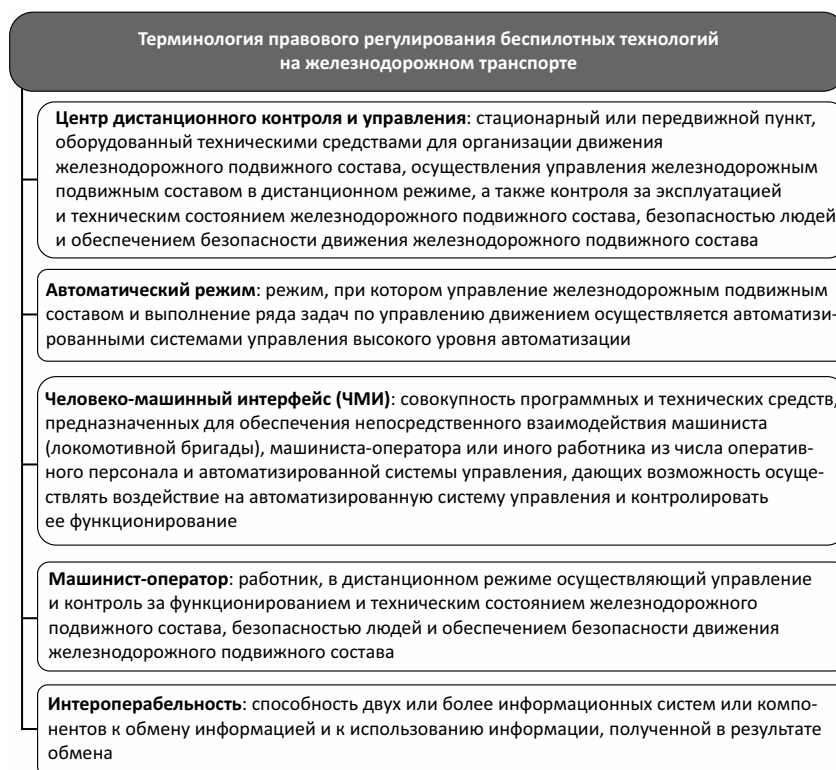 Терминология правового регулирования беспилотных технологий
на железнодорожном транспорте
Центр дистанционного контроля и управления: стационарный или передвижной пункт,
оборудованный техническими средствами для организации движения
железнодорожного подвижного состава, осуществления управления железнодорожным
подвижным составом в дистанционном режиме, а также контроля за эксплуатацией
и техническим состоянием железнодорожного подвижного состава, безопасностью людей
и обеспечением безопасности движения железнодорожного подвижного состава
Автоматический режим: режим, при котором управление железнодорожным подвижным
составом и выполнение ряда задач по управлению движением осуществляется автоматизи-
рованными системами управления высокого уровня автоматизации
Человеко-машинный интерфейс (ЧМИ): совокупность программных и технических средств,
предназначенных для обеспечения непосредственного взаимодействия машиниста
(локомотивной бригады), машиниста-оператора или иного работника из числа оператив-
ного персонала и автоматизированной системы управления, дающих возможность осуще-
ствлять воздействие на автоматизированную систему управления и контролировать
ее функционирование
Машинист-оператор: работник, в дистанционном режиме осуществляющий управление
и контроль за функционированием и техническим состоянием железнодорожного
подвижного состава, безопасностью людей и обеспечением безопасности движения
железнодорожного подвижного состава
Интероперабельность: способность двух или более информационных систем или компо-
нентов к обмену информацией и к использованию информации, полученной в результате
обмена